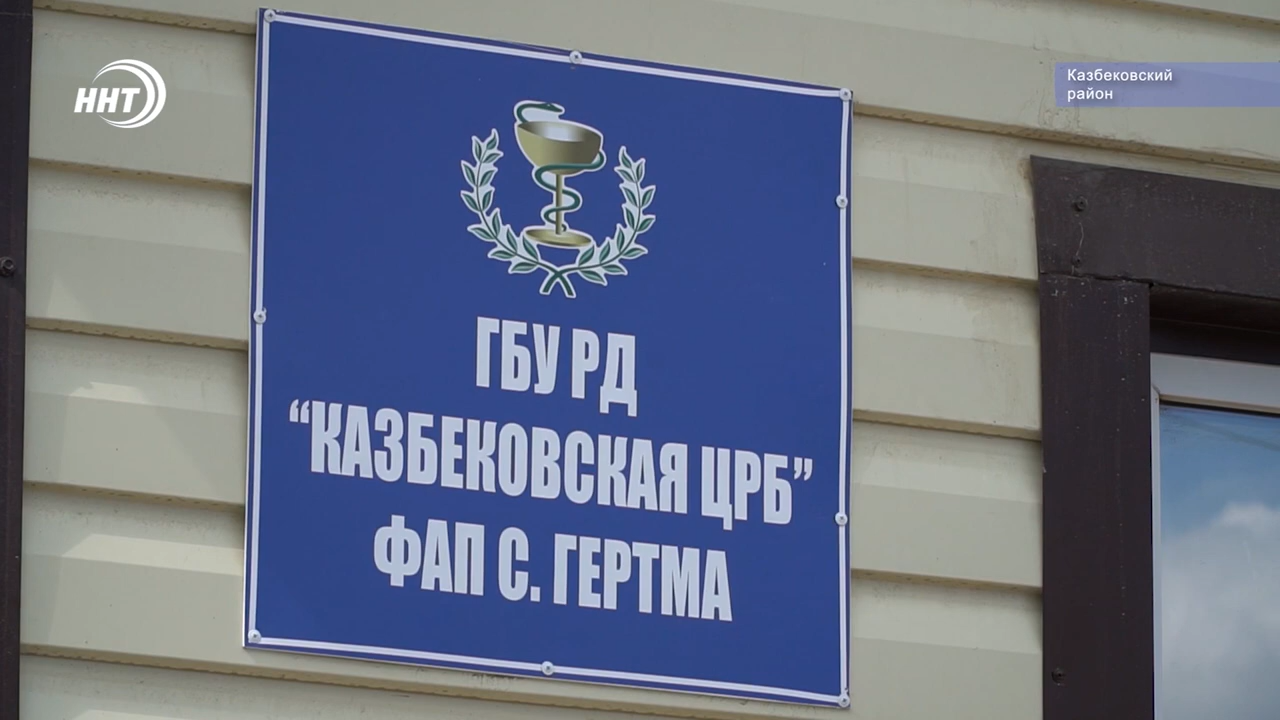 ННТ
Казбековский
район
ГБУ РД
“КАЗБЕКОВСКАЯ ЦРБ”
ФАП С. ГЕРТМА